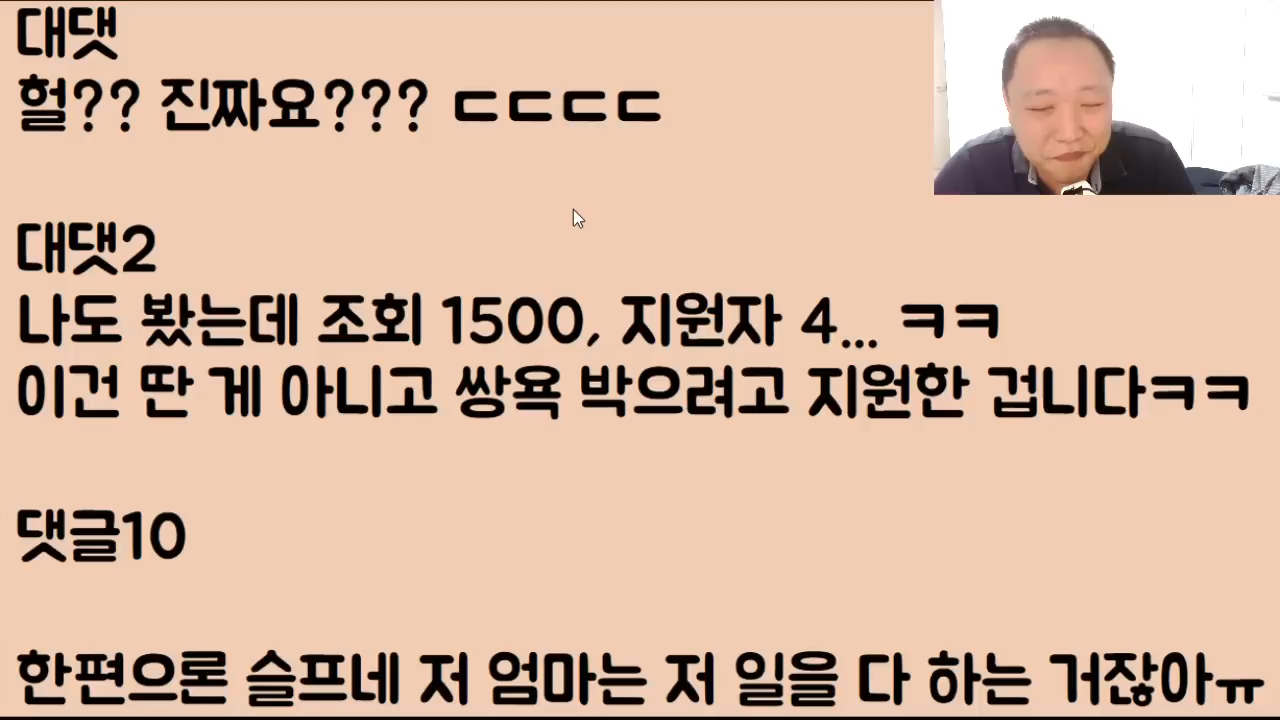 대댓
헐?? 진짜요??? ㄷㄷㄷㄷ
대댓2
나도 봤는데 조회 1500, 지원자 4... ㅋㅋ
이건 딴 게 아니고 쌍욕 박으려고 지원한 겁니다ㅋㅋ
댓글10
한편으론 슬프네 저 엄마는 저 일을 다 하는 거잖아ㅠ